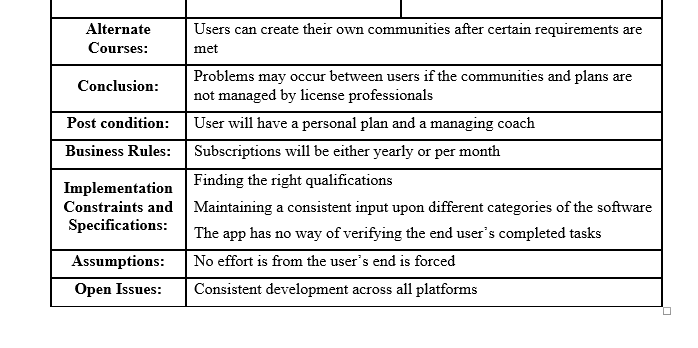 Alternate Courses:
Users can create their own communities after certain requirements are
met
Conclusion:
Problems may occur between users if the communities and plans are
not managed by license professionals
Post condition:
User will have a personal plan and a managing coach
Business Rules:
Subscriptions will be either yearly or per month
Implementation
Constraints and
Specifications:
Finding the right qualifications
Maintaining a consistent input upon different categories of the software
The app has no way of verifying the end user's completed tasks
Assumptions:
No effort is from the user's end is forced
Open Issues:
Consistent development across all platforms